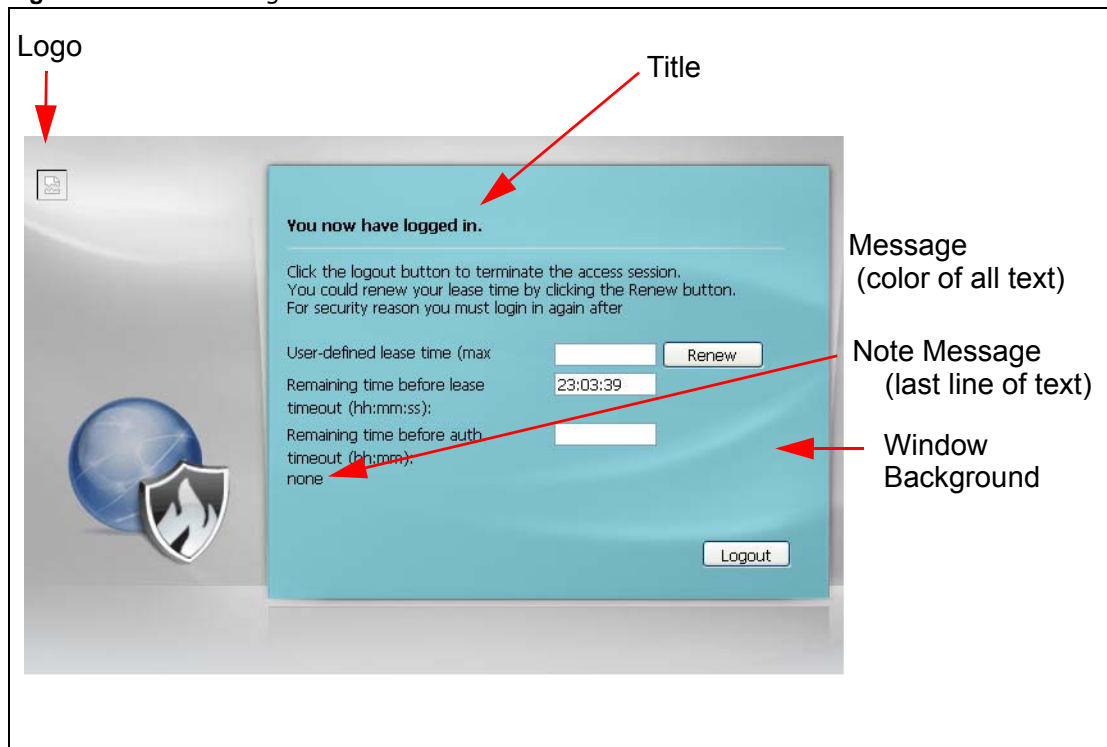 Logo
Title
You now have logged in.
Click the logout button to terminate the access session.
You could renew your lease time by clicking the Renew button.
For security reason you must login in again after
Message
(color of all text)
User-defined lease time (max
Renew
Note Message
(last line of text)
Remaining time before lease
timeout (hh:mm:ss):
23:03:39
Remaining time before auth
timeout (hh:mm):
none
Window
Background
Logout